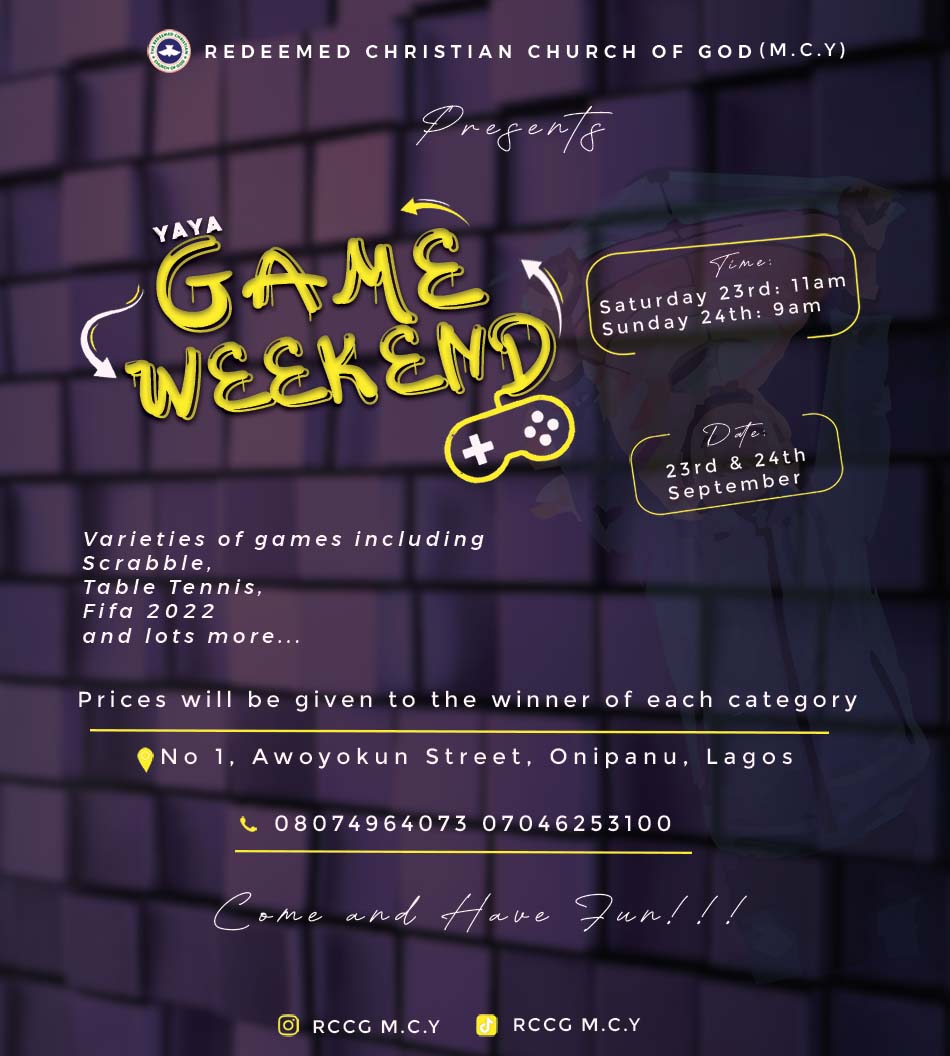 REDEEMED CHRISTIAN CHURCH OF GOD (M.C.Y)
Presents
YAYA
GAME
WEEKEND
Time:
Saturday 23rd: 11am
Sunday 24th: 9am
Date:
23rd & 24th
September
Varieties of games including
Scrabble,
Table Tennis,
Fifa 2022
and lots more...
Prices will be given to the winner of each category
No 1, Awoyokun Street, Onipanu, Lagos
08074964073 07046253100
Come and Have Fun!!!
RCCG M.C.Y RCCG M.C.Y